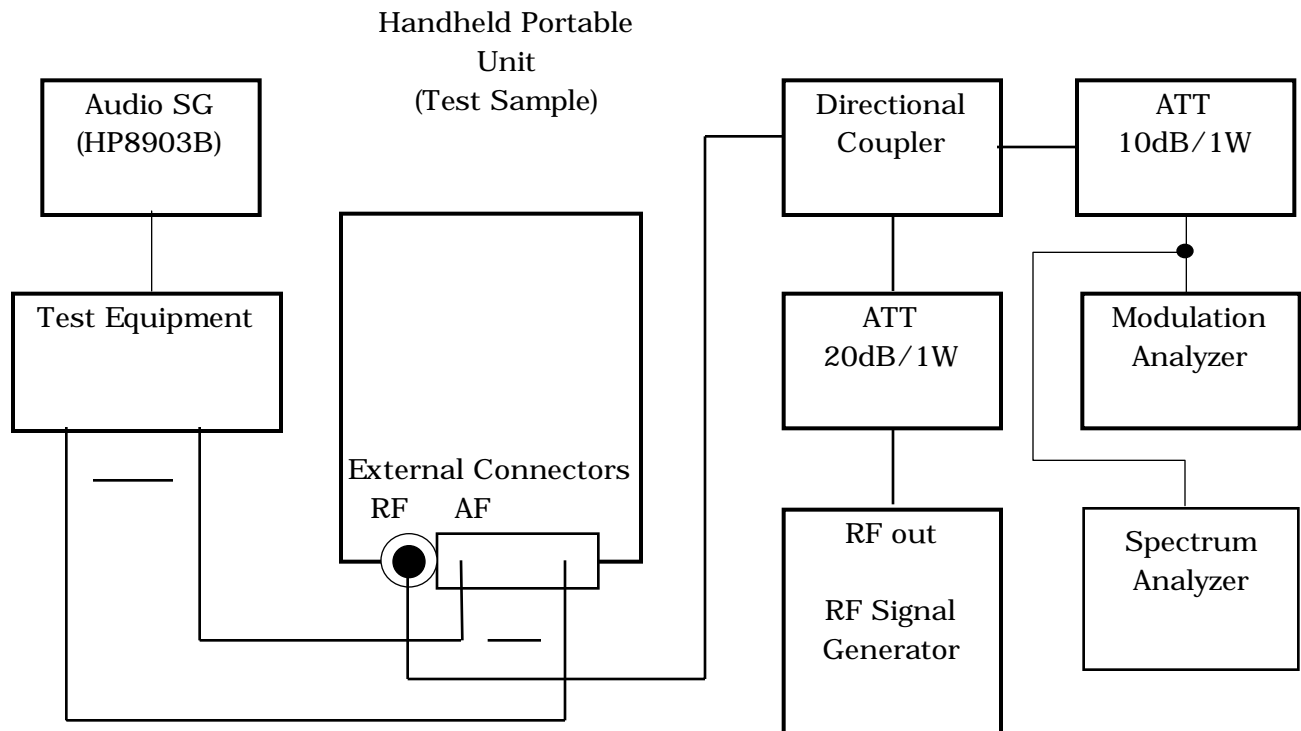 Handheld Portable
Unit
(Test Sample)
Audio SG
(HP8903B)
Directional
Coupler
ATT
10dB/1W
Test Equipment
ATT
20dB/1W
Modulation
Analyzer
External Connectors
RF AF
RF out
RF Signal
Generator
Spectrum
Analyzer